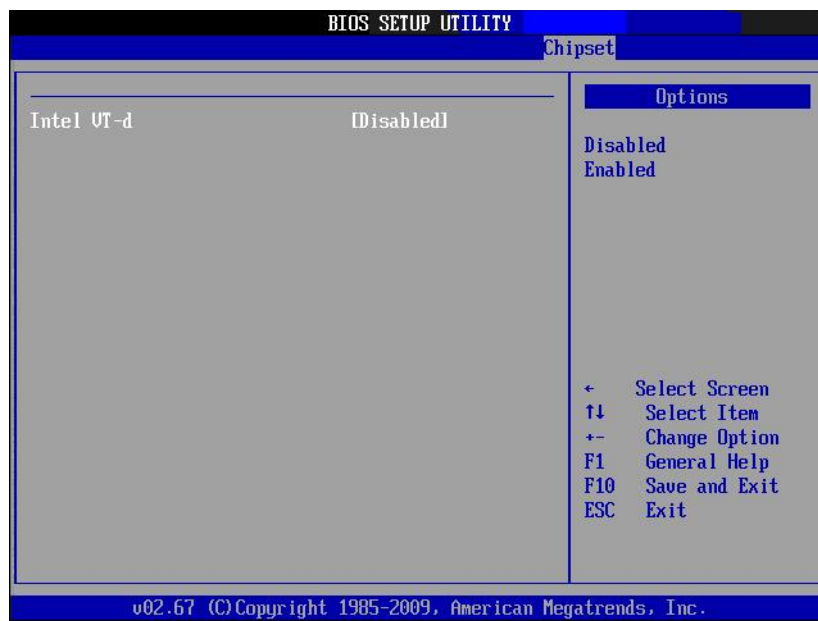 BIOS SETUP UTILITY
Chipset
Intel VT-d [Disabled]
Options
Disabled
Enabled
← Select Screen
↑↓ Select Item
+- Change Option
F1 General Help
F10 Save and Exit
ESC Exit
v02.67 (C)Copyright 1985-2009, American Megatrends, Inc.